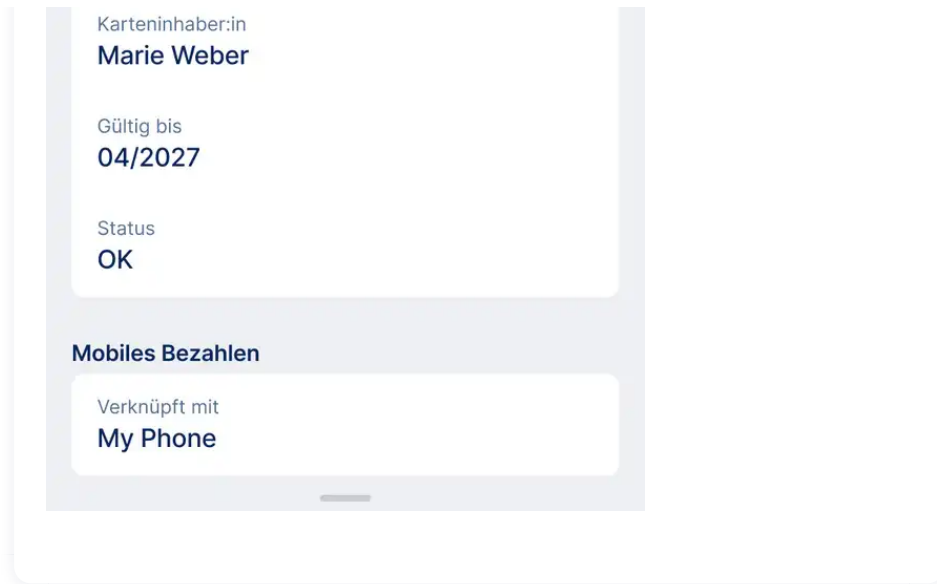 Karteninhaber:in
Marie Weber
Gültig bis
04/2027
Status
OK
Mobiles Bezahlen
Verknüpft mit
My Phone